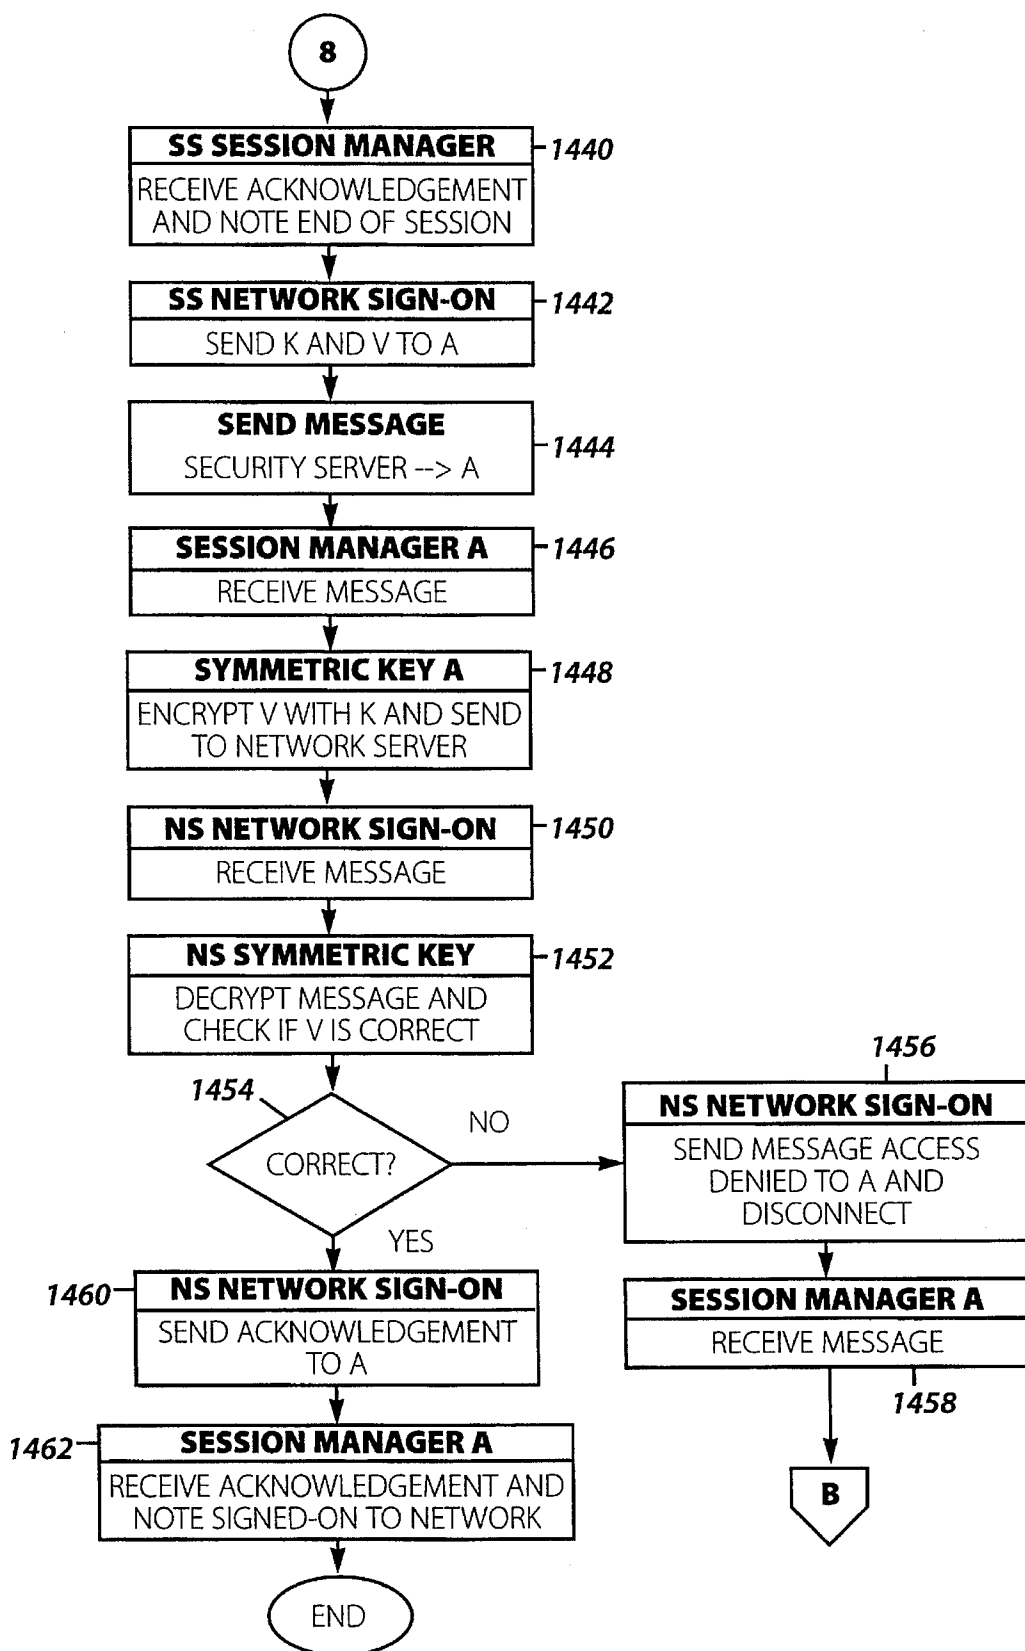 8
SS SESSION MANAGER
1440
RECEIVE ACKNOWLEDGEMENT
AND NOTE END OF SESSION
SS NETWORK SIGN-ON
1442
SEND K AND V TO A
SEND MESSAGE
1444
SECURITY SERVER --> A
SESSION MANAGER A
1446
RECEIVE MESSAGE
SYMMETRIC KEY A
1448
ENCRYPT V WITH K AND SEND
TO NETWORK SERVER
NS NETWORK SIGN-ON
1450
RECEIVE MESSAGE
NS SYMMETRIC KEY
1452
DECRYPT MESSAGE AND
CHECK IF V IS CORRECT
1454
CORRECT?
NO
YES
1456
NS NETWORK SIGN-ON
SEND MESSAGE ACCESS
DENIED TO A AND
DISCONNECT
SESSION MANAGER A
RECEIVE MESSAGE
1458
B
1460
NS NETWORK SIGN-ON
SEND ACKNOWLEDGEMENT
TO A
1462
SESSION MANAGER A
RECEIVE ACKNOWLEDGEMENT AND
NOTE SIGNED-ON TO NETWORK
END